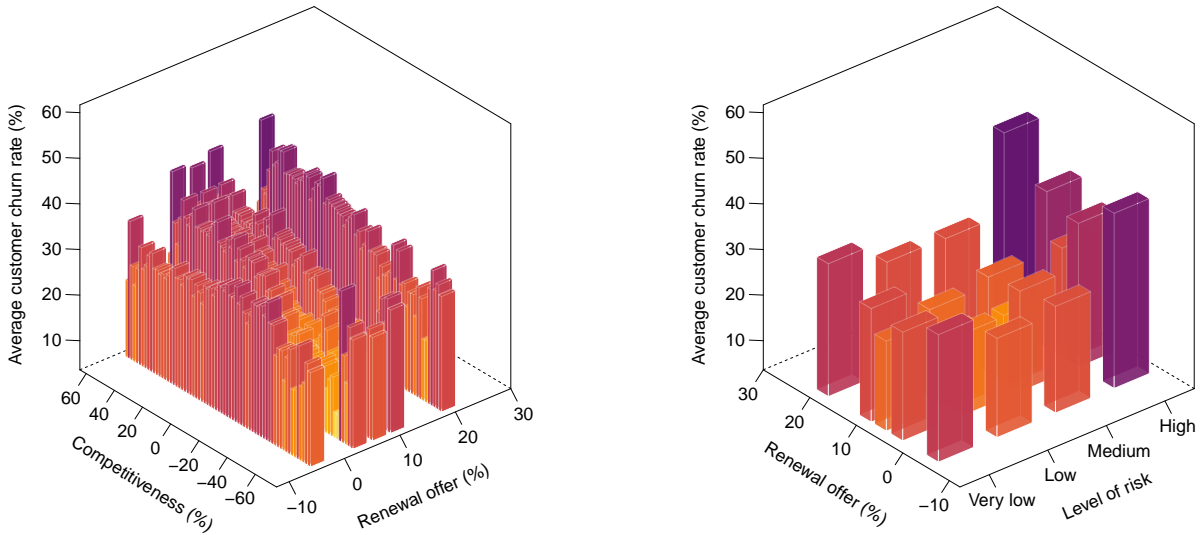 Average customer churn rate (%)
60
50
40
30
20
10
60
40
20
0
−20
−40
−60
Competitiveness (%)
−10
0
10
20
30
Renewal offer (%)
Average customer churn rate (%)
60
50
40
30
20
10
30
20
10
0
−10
Renewal offer (%)
Very low
Low
Medium
High
Level of risk